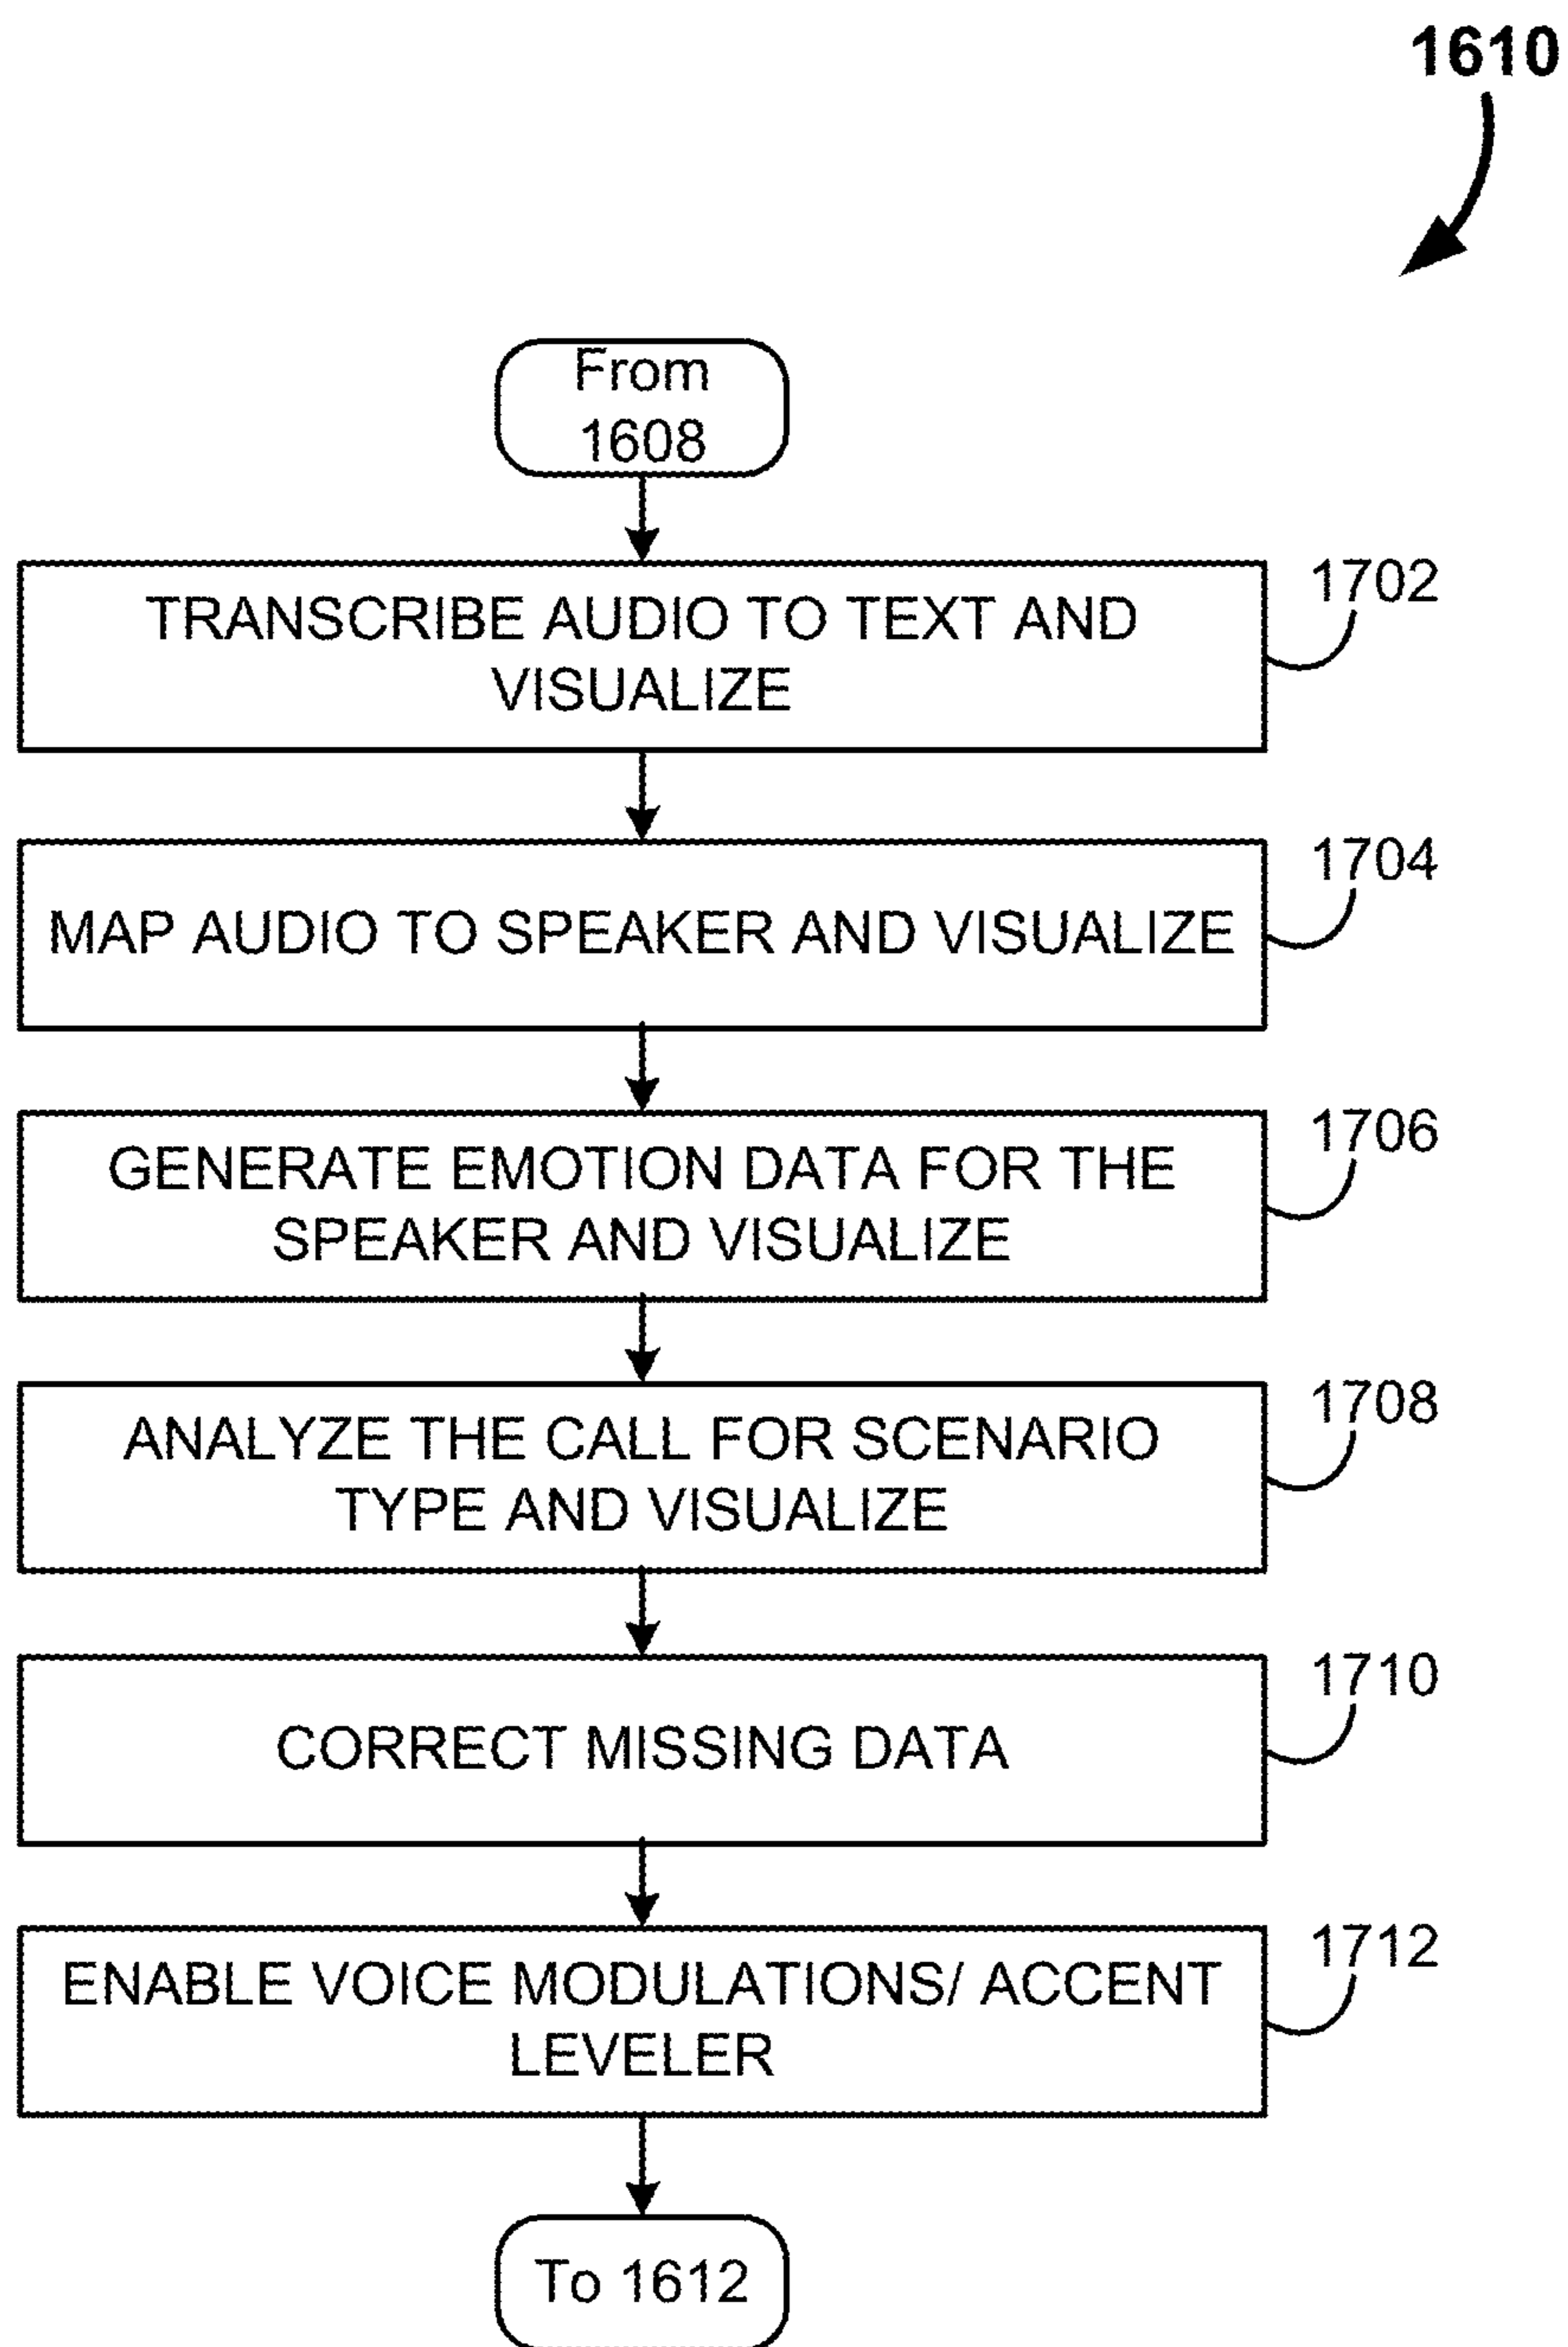 1610
From
1608
TRANSCRIBE AUDIO TO TEXT AND
VISUALIZE
1702
MAP AUDIO TO SPEAKER AND VISUALIZE
1704
GENERATE EMOTION DATA FOR THE
SPEAKER AND VISUALIZE
1706
ANALYZE THE CALL FOR SCENARIO
TYPE AND VISUALIZE
1708
CORRECT MISSING DATA
1710
ENABLE VOICE MODULATIONS/ ACCENT
LEVELER
1712
To 1612